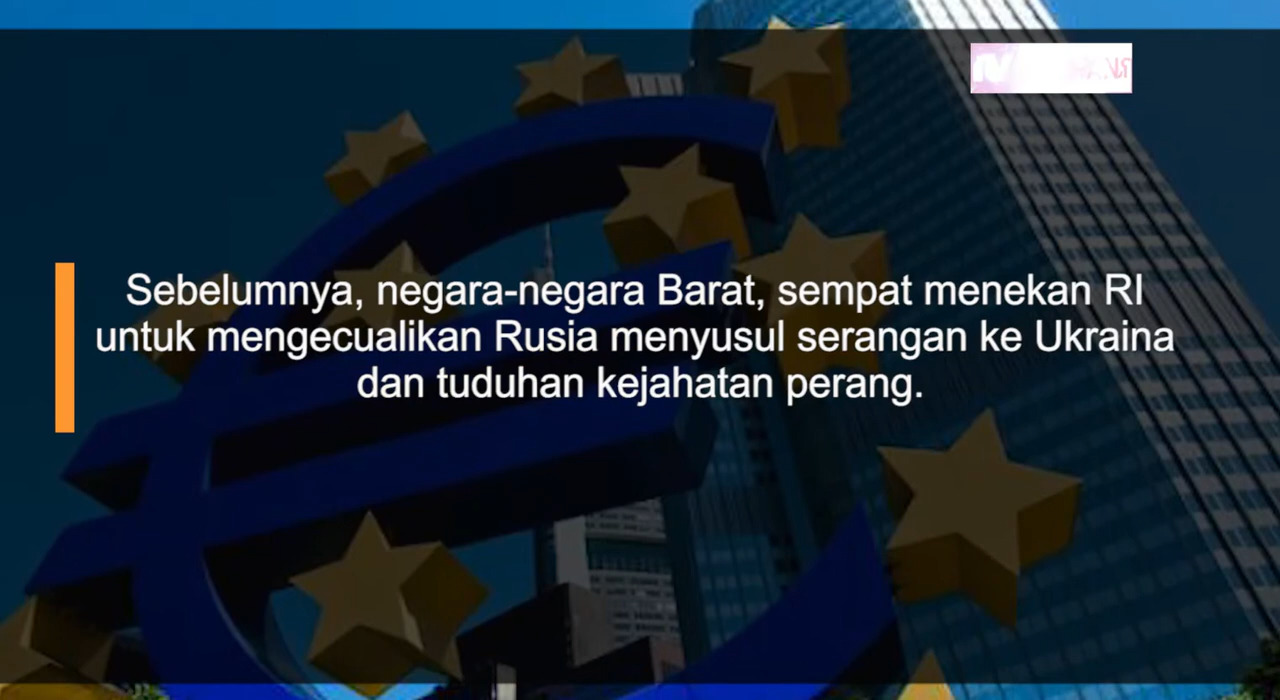 Sebelumnya, negara-negara Barat, sempat menekan RI
untuk mengecualikan Rusia menyusul serangan ke Ukraina
dan tuduhan kejahatan perang.